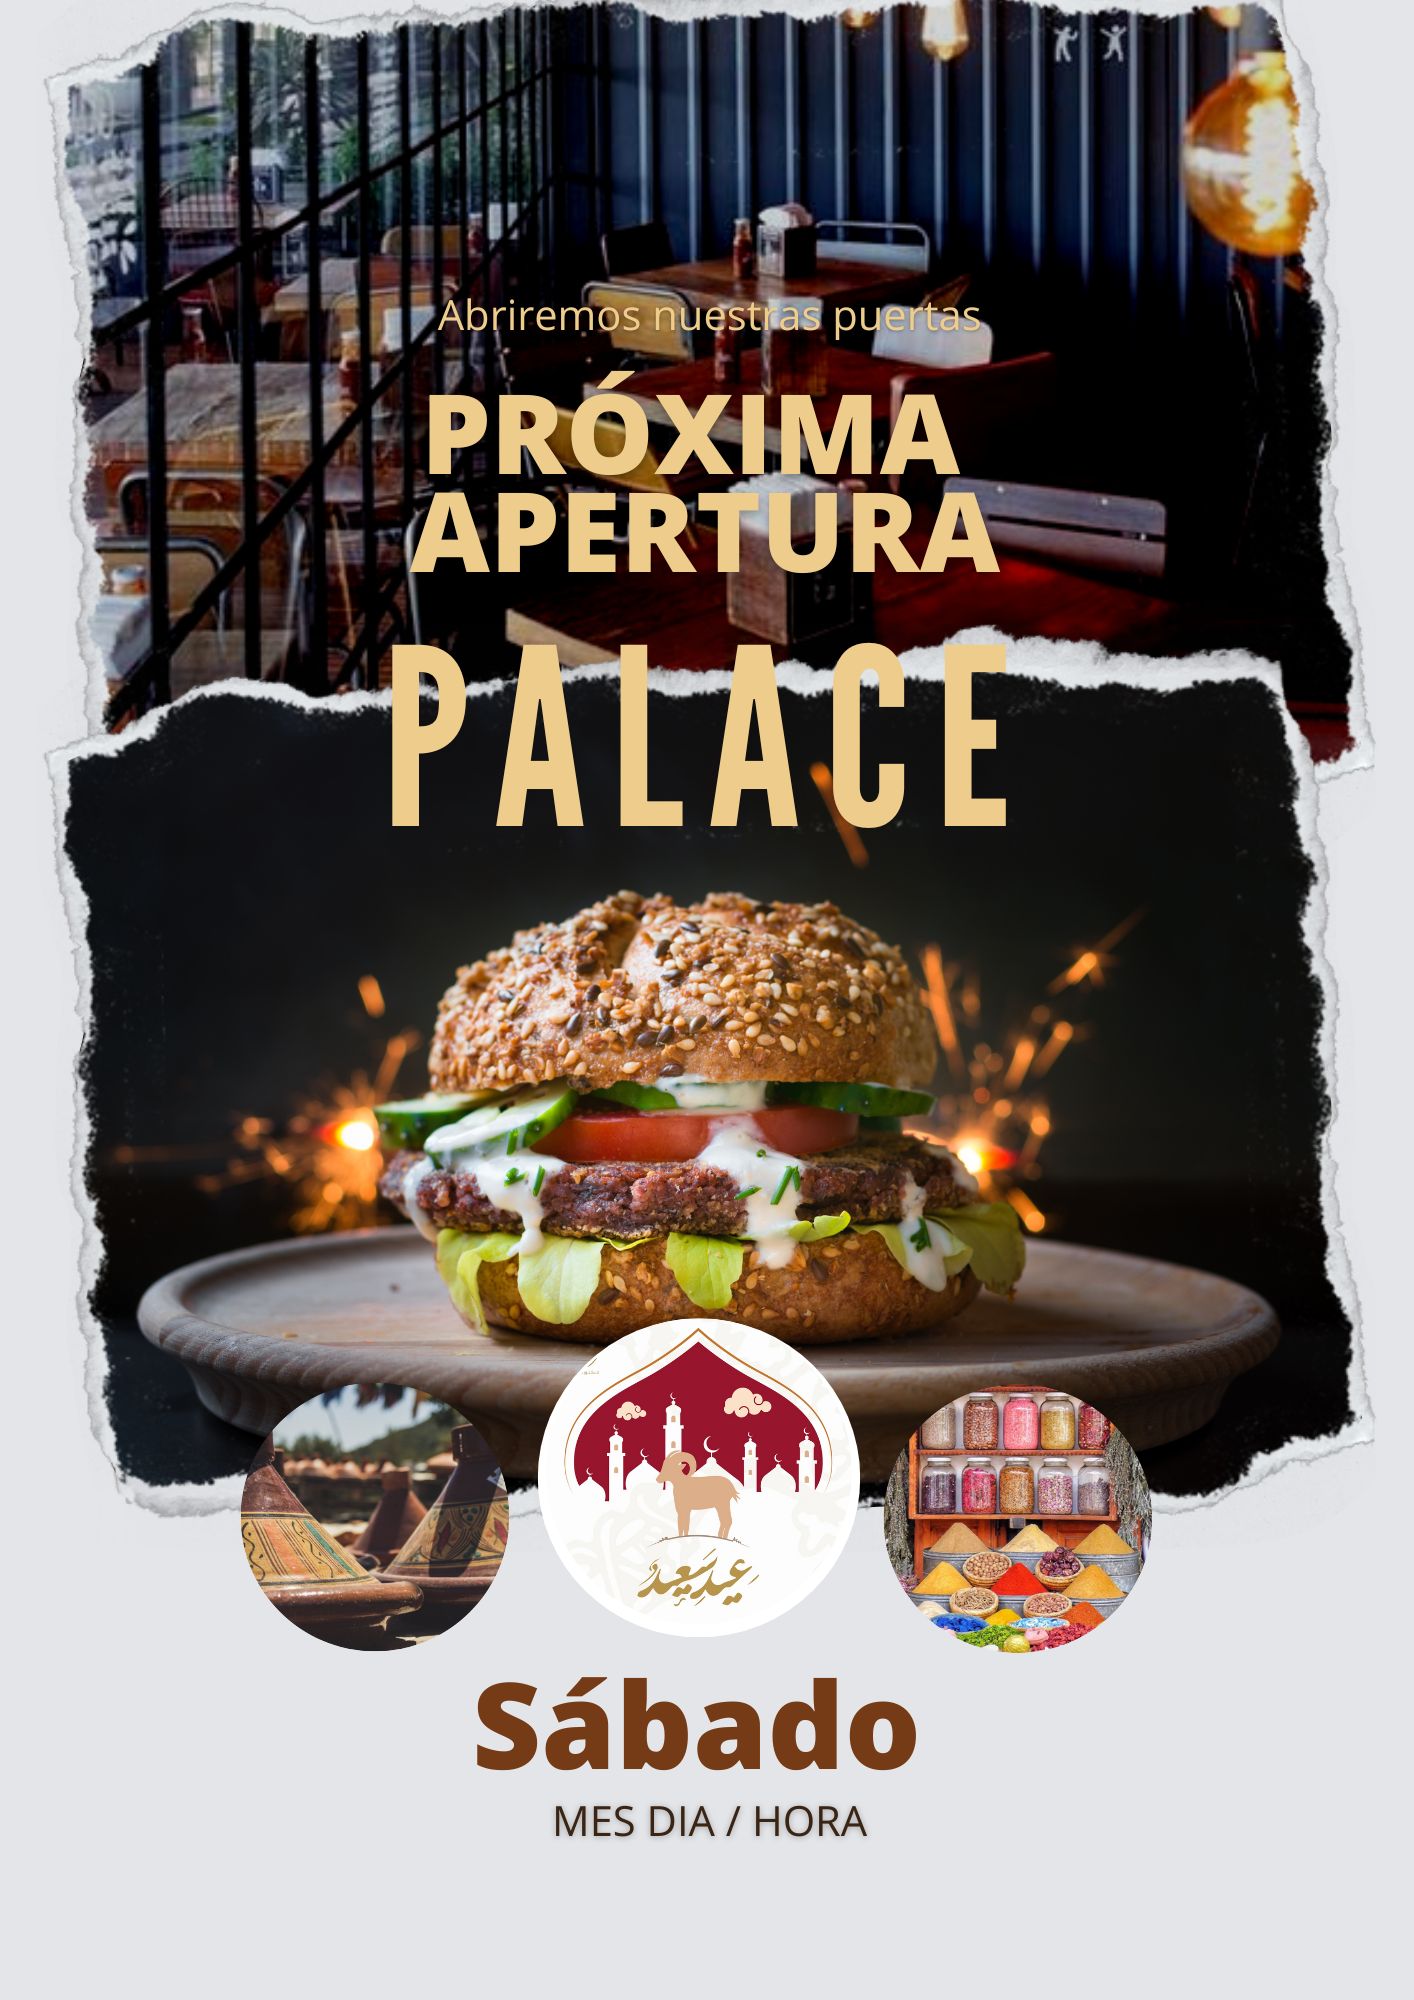 Abriremos nuestras puertas
PRÓXIMA
APERTURA
PALACE
عيد سعيد
Sábado
MES DIA / HORA